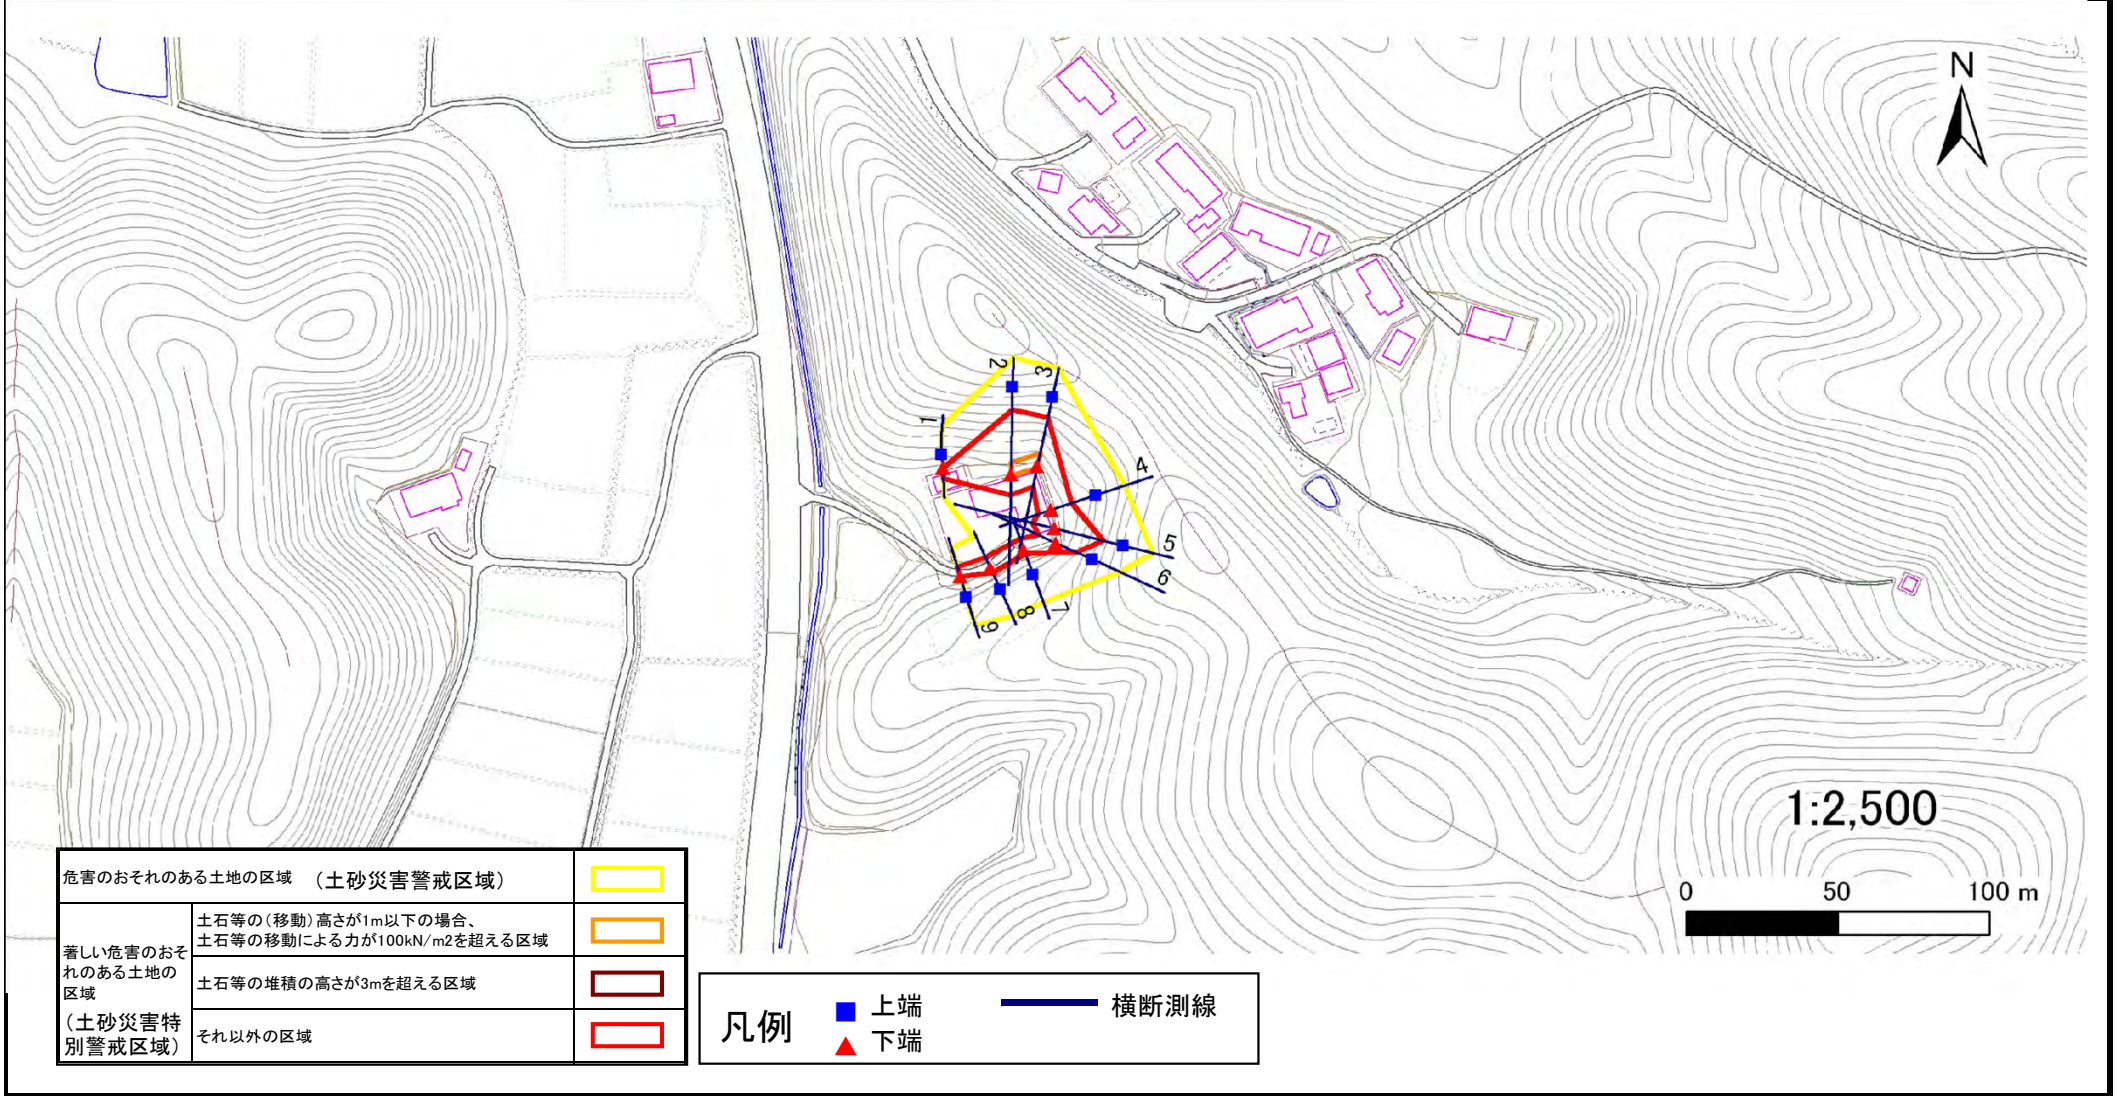 N
2
3
1
4
5
6
7
8
9
1:2,500
0 50 100 m
危害のおそれのある土地の区域 (土砂災害警戒区域)
著しい危害のおそ
れのある土地の
区域
(土砂災害特
別警戒区域)
土石等の(移動)高さが1m以下の場合、
土石等の移動による力が100kN/m2を超える区域
土石等の堆積の高さが3mを超える区域
それ以外の区域
凡例
上端
下端
横断測線